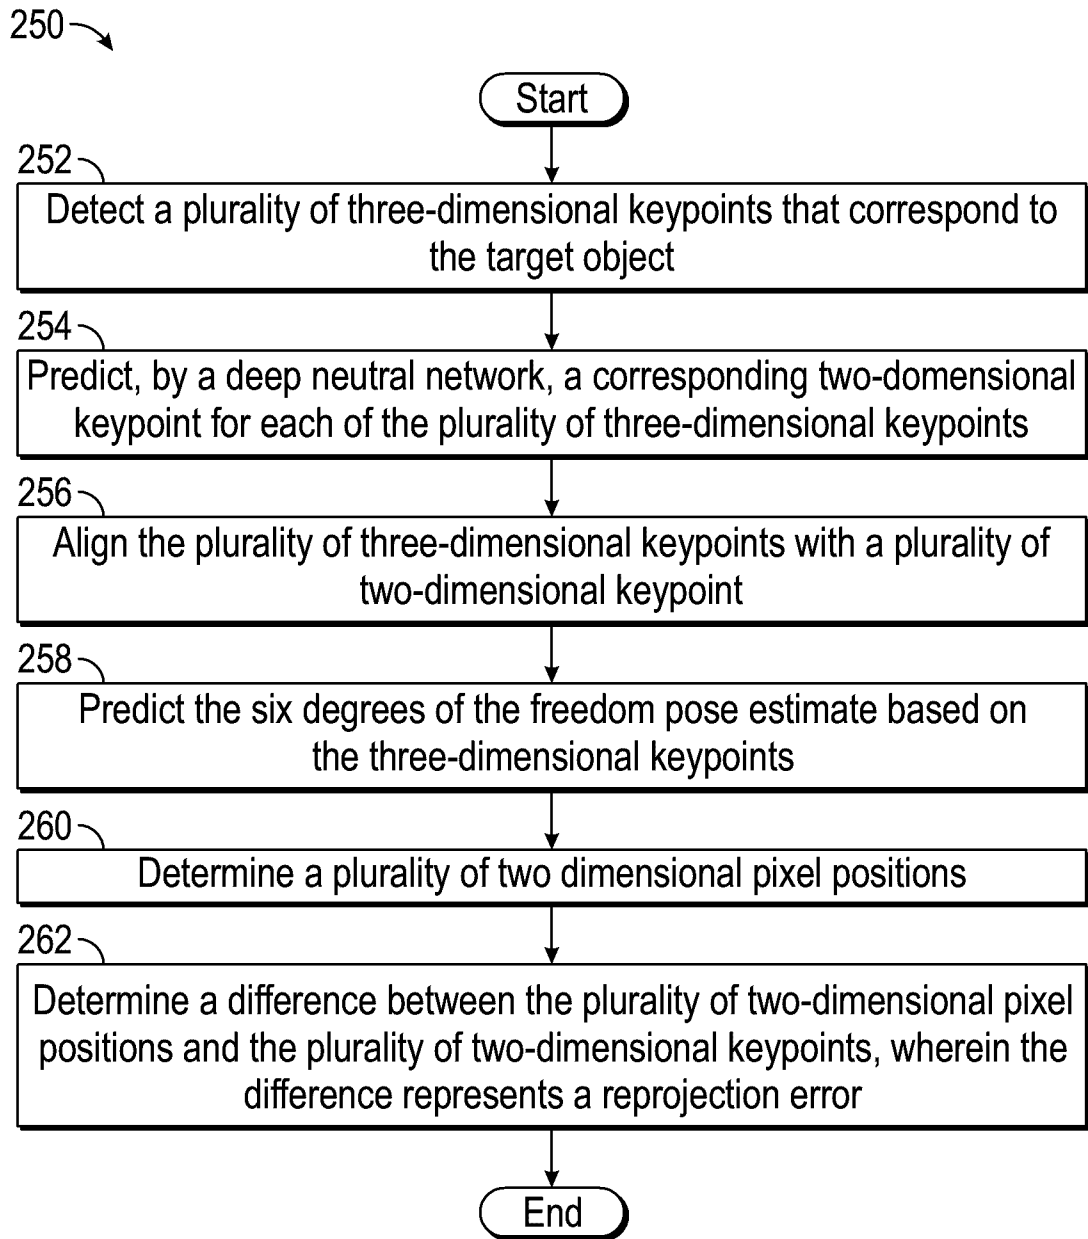 250
Start
252
Detect a plurality of three-dimensional keypoints that correspond to
the target object
254
Predict, by a deep neutral network, a corresponding two-domensional
keypoint for each of the plurality of three-dimensional keypoints
256
Align the plurality of three-dimensional keypoints with a plurality of
two-dimensional keypoint
258
Predict the six degrees of the freedom pose estimate based on
the three-dimensional keypoints
260
Determine a plurality of two dimensional pixel positions
262
Determine a difference between the plurality of two-dimensional pixel
positions and the plurality of two-dimensional keypoints, wherein the
difference represents a reprojection error
End